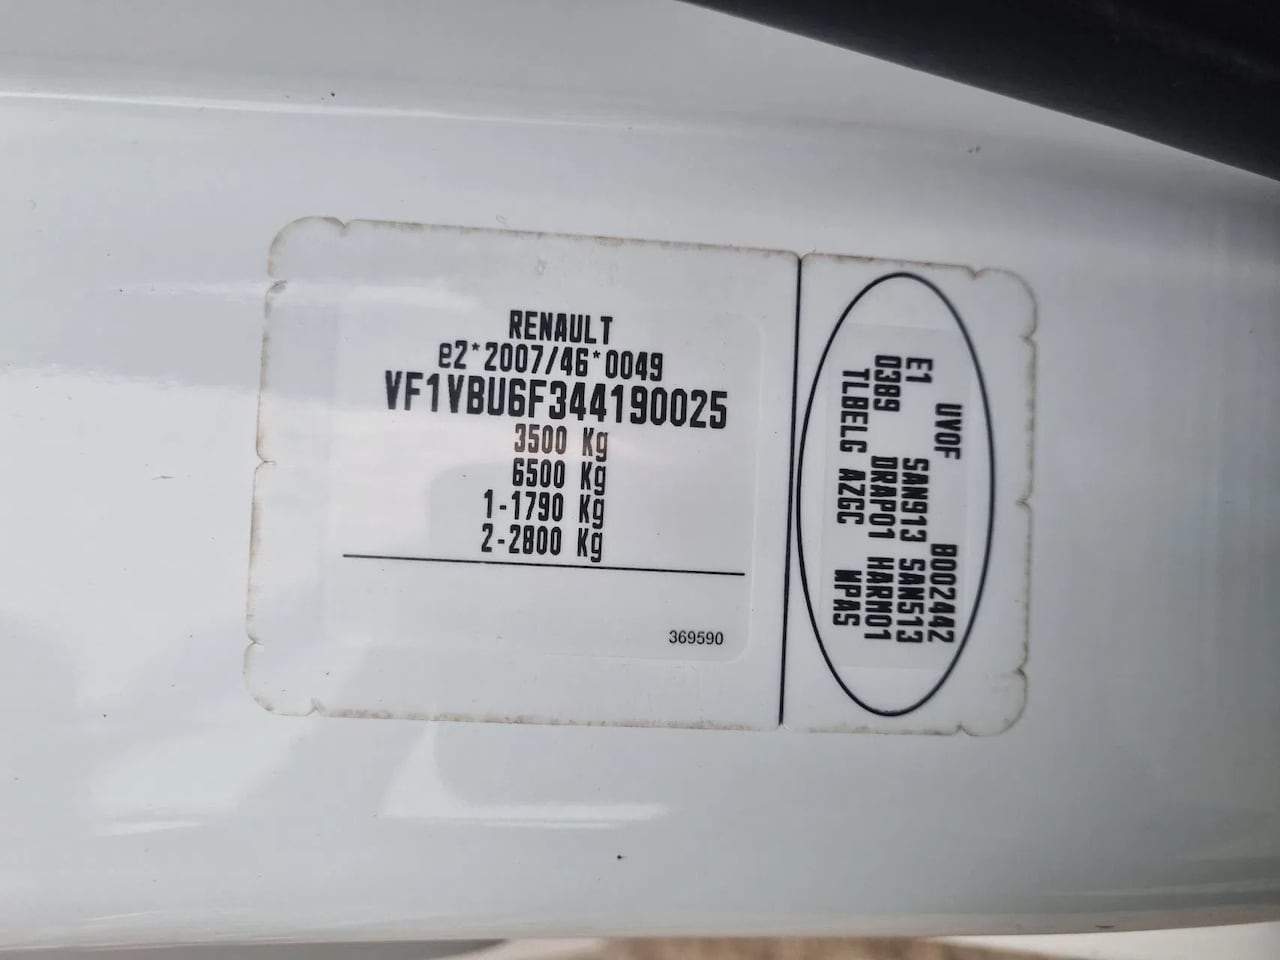 RENAULT
e2*2007/46*0049
VF1VBU6F344190025
3500 Kg
6500 Kg
1-1790 Kg
2-2800 Kg
369590
UVOF B002442
E1 SAN913 SAN513
0389 DRAP01 HARM01
TLBELG AZGC WPAS